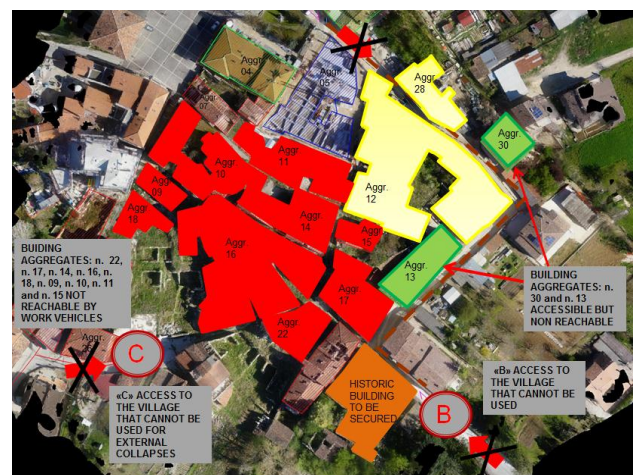 Aggr.
04
Aggr.
05
Aggr.
28
Aggr.
07
Aggr.
30
Aggr.
11
Aggr.
10
Aggr.
09
Aggr.
12
Aggr.
18
Aggr.
14
Aggr.
15
Aggr.
16
Aggr.
13
Aggr.
17
Aggr.
22
BUIDING
AGGREGATES: n. 22,
n. 17, n. 14, n. 16, n.
18, n. 09, n. 10, n. 11
and n. 15 NOT
REACHABLE BY
WORK VEHICLES
BUILDING
AGGREGATES: n.
30 and n. 13
ACCESSIBLE BUT
NON REACHABLE
Aggr.
C
«C» ACCESS TO
THE VILLAGE
THAT CANNOT BE
USED FOR
EXTERNAL
COLLAPSES
HISTORIC
BUILDING
TO BE
SECURED
B
«B» ACCESS TO
THE VILLAGE
THAT CANNOT BE
USED